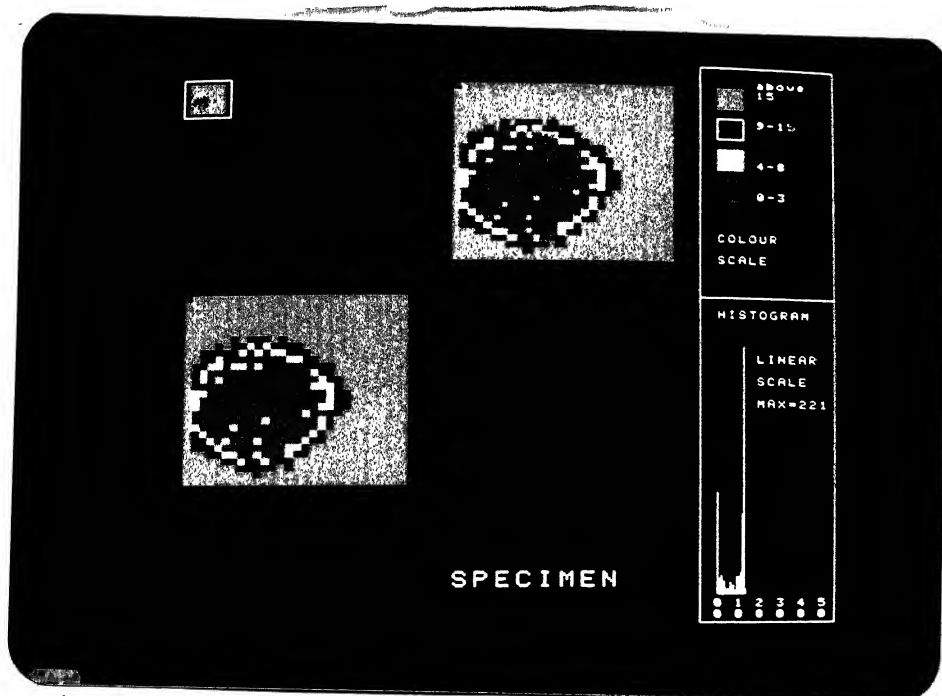 above
15
9-15
4-8
0-3
COLOUR
SCALE
HISTOGRAM
LINEAR
SCALE
MAX=221
SPECIMEN
0 1 2 3 4 5
0 0 0 0 0 0